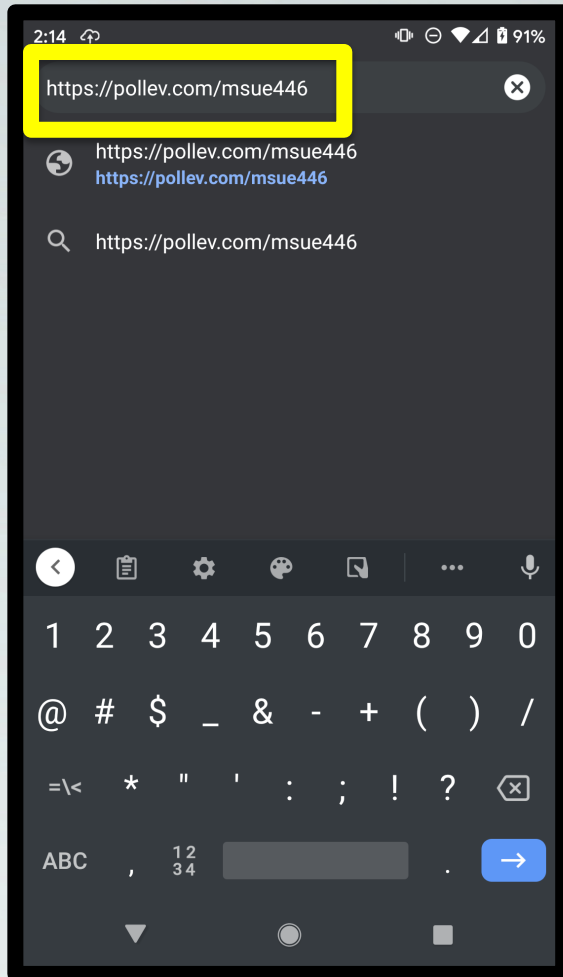 2:14 91%
https://pollev.com/msue446
https://pollev.com/msue446
https://pollev.com/msue446
https://pollev.com/msue446
1 2 3 4 5 6 7 8 9 0
@ # $ _ & - + ( ) /
=\< * " ' : ; ! ?
ABC , 12 .
34